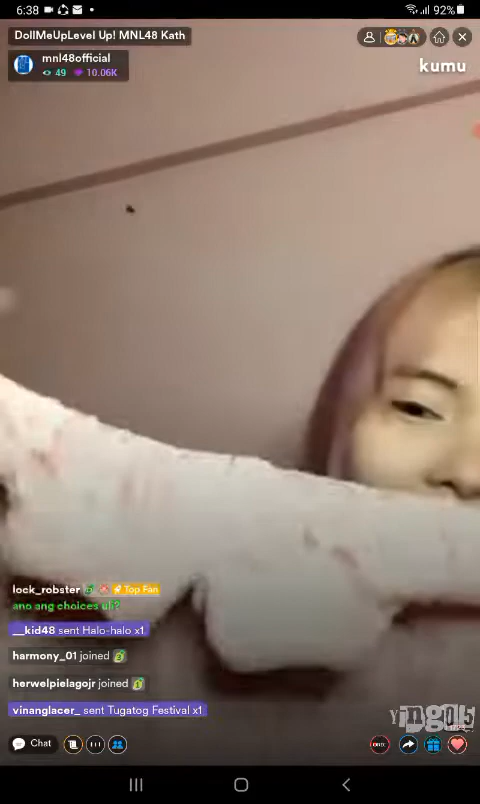 6:38
92%
DollMeUpLevel Up! MNL48 Kath
mnl48official
49 10.06K
kumu
lock_robster Top Fan
ano ang choices uli?
__kid48 sent Halo-halo x1
harmony_01 joined
herwelpielagojr joined
vinanglacer_ sent Tugatog Festival x1
Chat